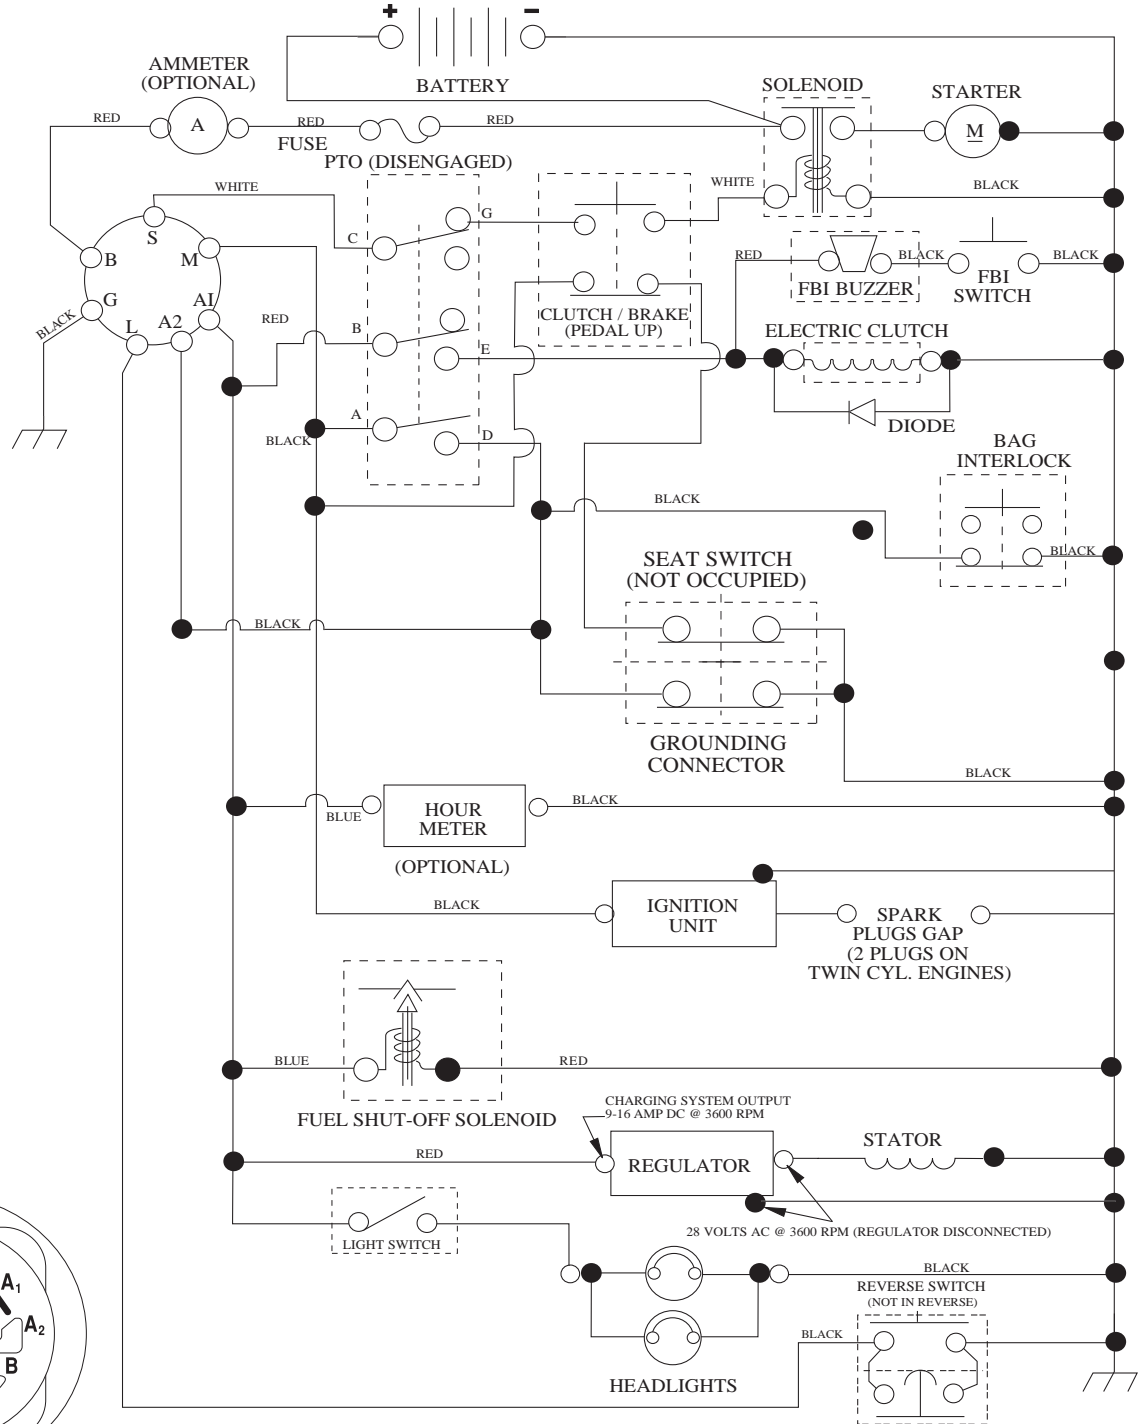 +
−
BATTERY
AMMETER
(OPTIONAL)
SOLENOID
STARTER
RED
A
RED
FUSE
RED
M
PTO (DISENGAGED)
WHITE
WHITE
BLACK
S
G
C
B
M
RED
BLACK
BLACK
FBI BUZZER
FBI
SWITCH
G
A1
L
A2
BLACK
RED
B
CLUTCH / BRAKE
(PEDAL UP)
ELECTRIC CLUTCH
E
A
DIODE
BLACK
D
BAG
INTERLOCK
BLACK
BLACK
SEAT SWITCH
(NOT OCCUPIED)
BLACK
GROUNDING
CONNECTOR
BLACK
BLUE
HOUR
METER
BLACK
(OPTIONAL)
BLACK
IGNITION
UNIT
SPARK
PLUGS GAP
(2 PLUGS ON
TWIN CYL. ENGINES)
BLUE
RED
FUEL SHUT-OFF SOLENOID
CHARGING SYSTEM OUTPUT
9-16 AMP DC @ 3600 RPM
STATOR
RED
REGULATOR
LIGHT SWITCH
28 VOLTS AC @ 3600 RPM (REGULATOR DISCONNECTED)
BLACK
REVERSE SWITCH
(NOT IN REVERSE)
A1
A2
B
BLACK
HEADLIGHTS